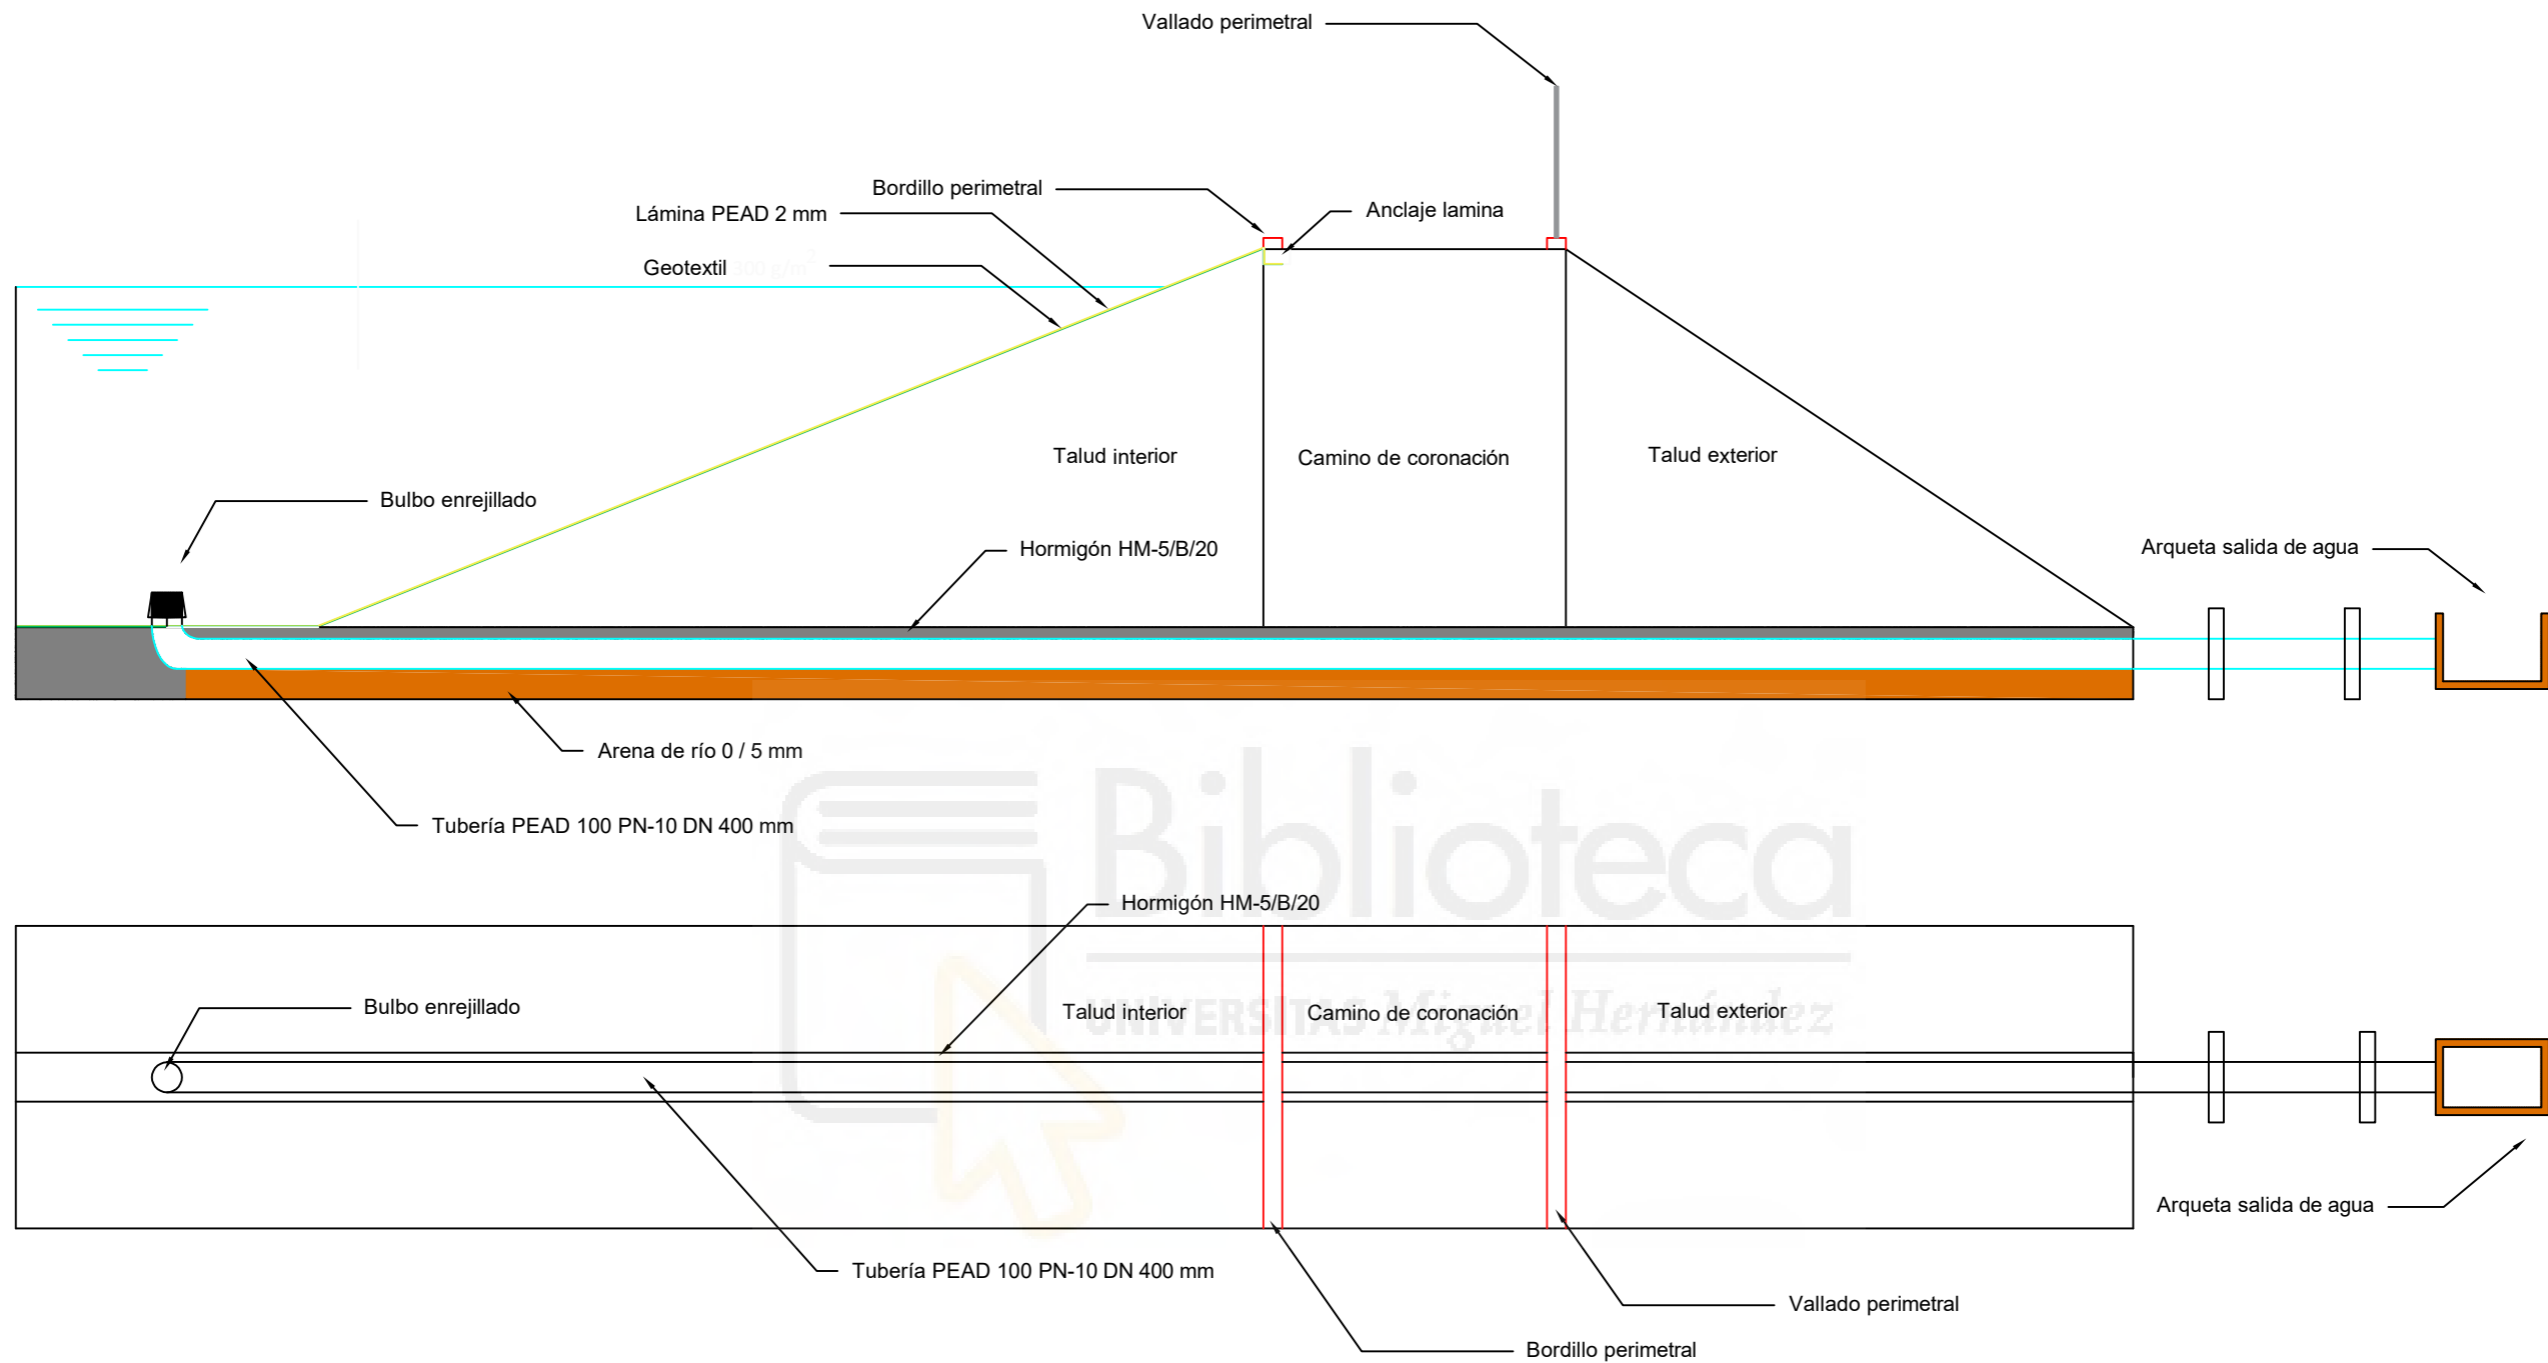 Vallado perimetral
Bordillo perimetral
Lámina PEAD 2 mm
Anclaje lamina
Geotextil 300 g/m²
Talud interior
Camino de coronación
Talud exterior
Bulbo enrejillado
Hormigón HM-5/B/20
Arqueta salida de agua
Arena de río 0 / 5 mm
Tubería PEAD 100 PN-10 DN 400 mm
Biblioteca
UNIVERSITAS Miguel Hernández
Hormigón HM-5/B/20
Bulbo enrejillado
Talud interior
Camino de coronación
Talud exterior
Arqueta salida de agua
Tubería PEAD 100 PN-10 DN 400 mm
Vallado perimetral
Bordillo perimetral